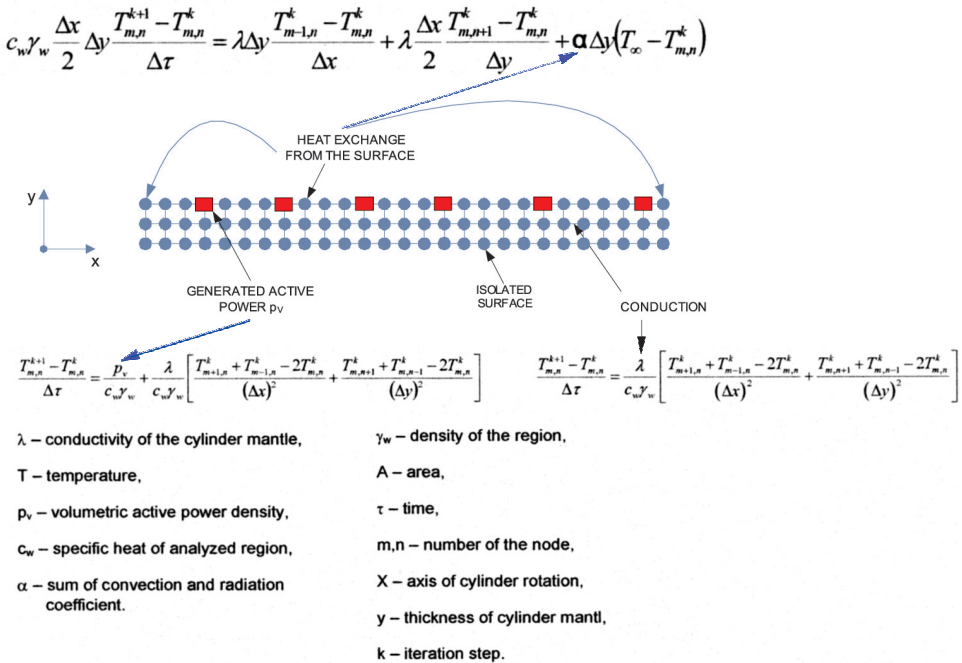 c_w γ_w Δx/2 Δy (T^{k+1}_{m,n} − T^k_{m,n})/Δτ = λΔy (T^k_{m−1,n} − T^k_{m,n})/Δx + λ Δx/2 (T^k_{m,n+1} − T^k_{m,n})/Δy + αΔy(T_∞ − T^k_{m,n})
HEAT EXCHANGE
FROM THE SURFACE
y
x
GENERATED ACTIVE
POWER p_V
ISOLATED
SURFACE
CONDUCTION
(T^{k+1}_{m,n} − T^k_{m,n})/Δτ = p_v/(c_w γ_w) + λ/(c_w γ_w) [(T^k_{m+1,n} + T^k_{m−1,n} − 2T^k_{m,n})/(Δx)^2 + (T^k_{m,n+1} + T^k_{m,n−1} − 2T^k_{m,n})/(Δy)^2]
(T^{k+1}_{m,n} − T^k_{m,n})/Δτ = λ/(c_w γ_w) [(T^k_{m+1,n} + T^k_{m−1,n} − 2T^k_{m,n})/(Δx)^2 + (T^k_{m,n+1} + T^k_{m,n−1} − 2T^k_{m,n})/(Δy)^2]
λ – conductivity of the cylinder mantle,
T – temperature,
p_v – volumetric active power density,
c_w – specific heat of analyzed region,
α – sum of convection and radiation
coefficient.
γ_w – density of the region,
A – area,
τ – time,
m,n – number of the node,
X – axis of cylinder rotation,
y – thickness of cylinder mantl,
k – iteration step.